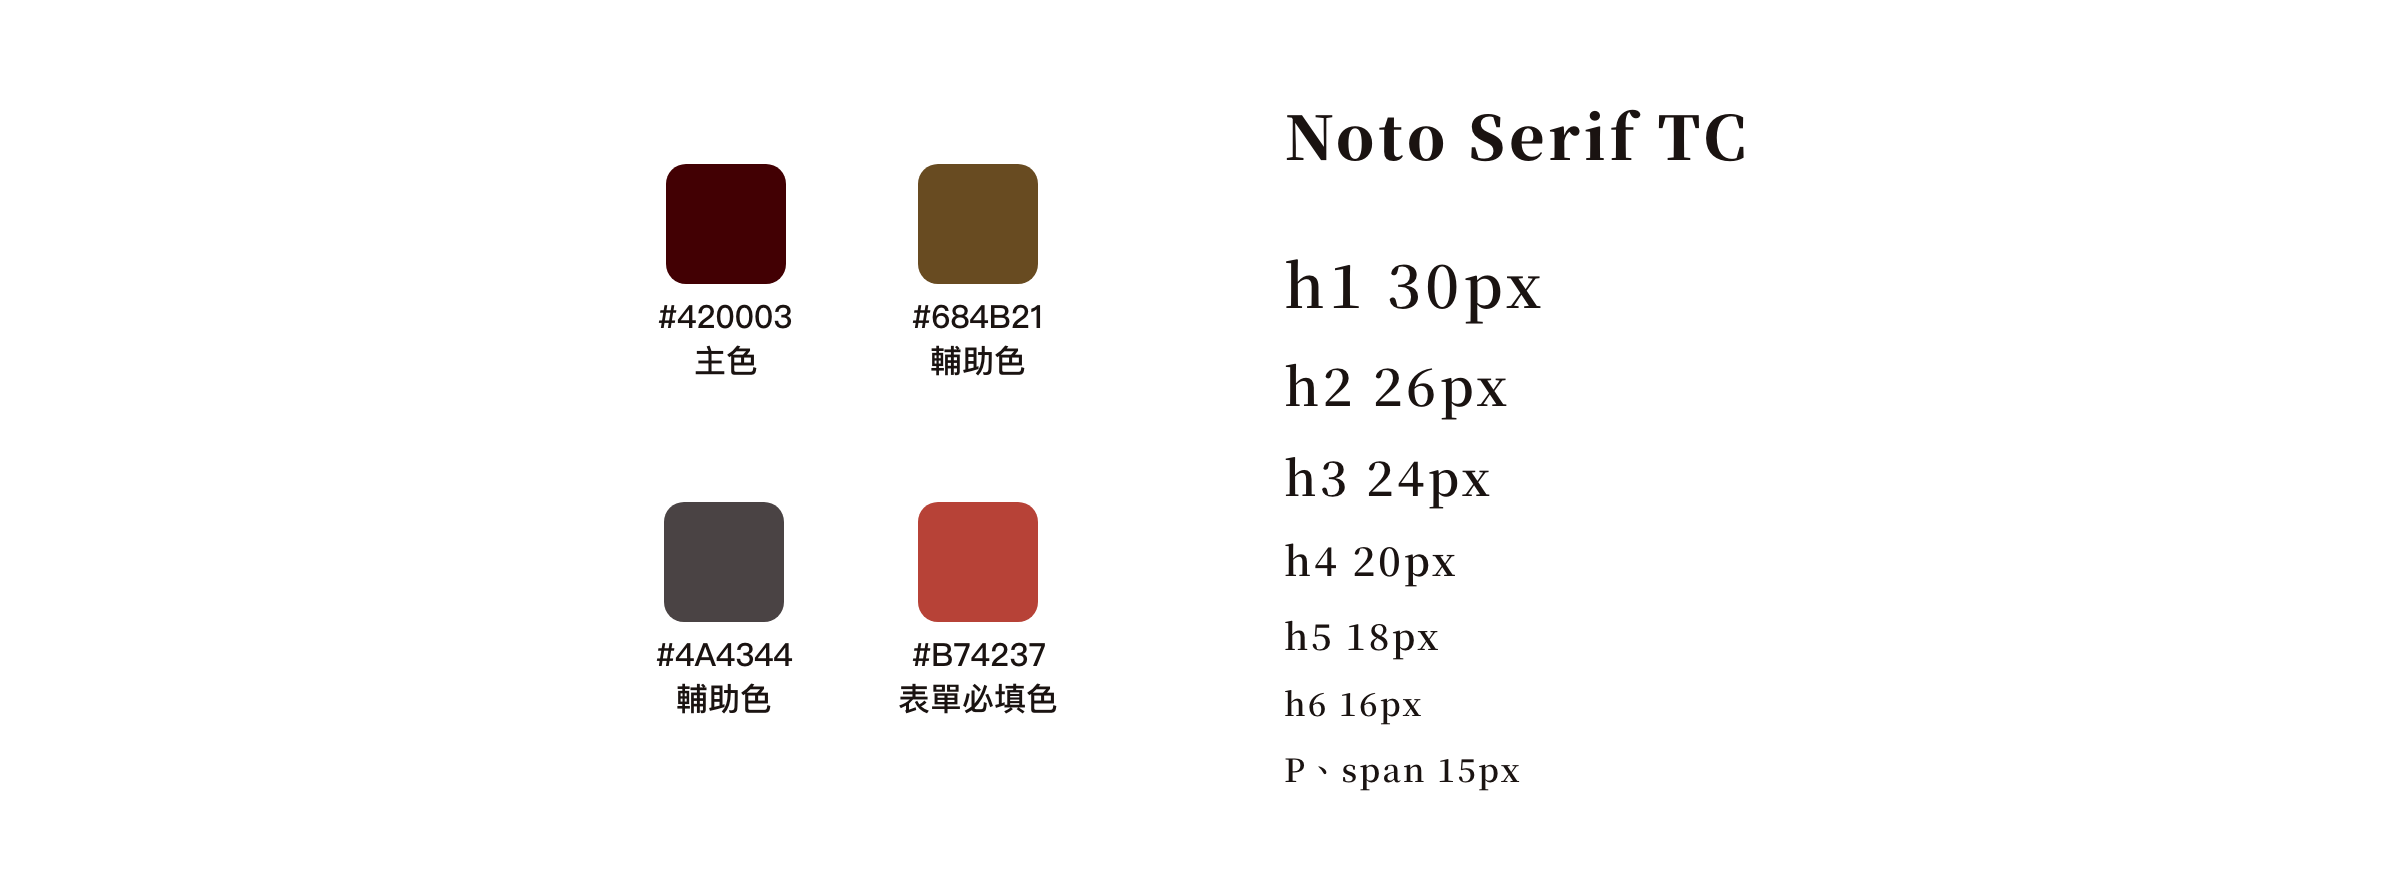 #420003
主色
#684B21
輔助色
#4A4344
輔助色
#B74237
表單必填色
Noto Serif TC
h1 30px
h2 26px
h3 24px
h4 20px
h5 18px
h6 16px
P、span 15px